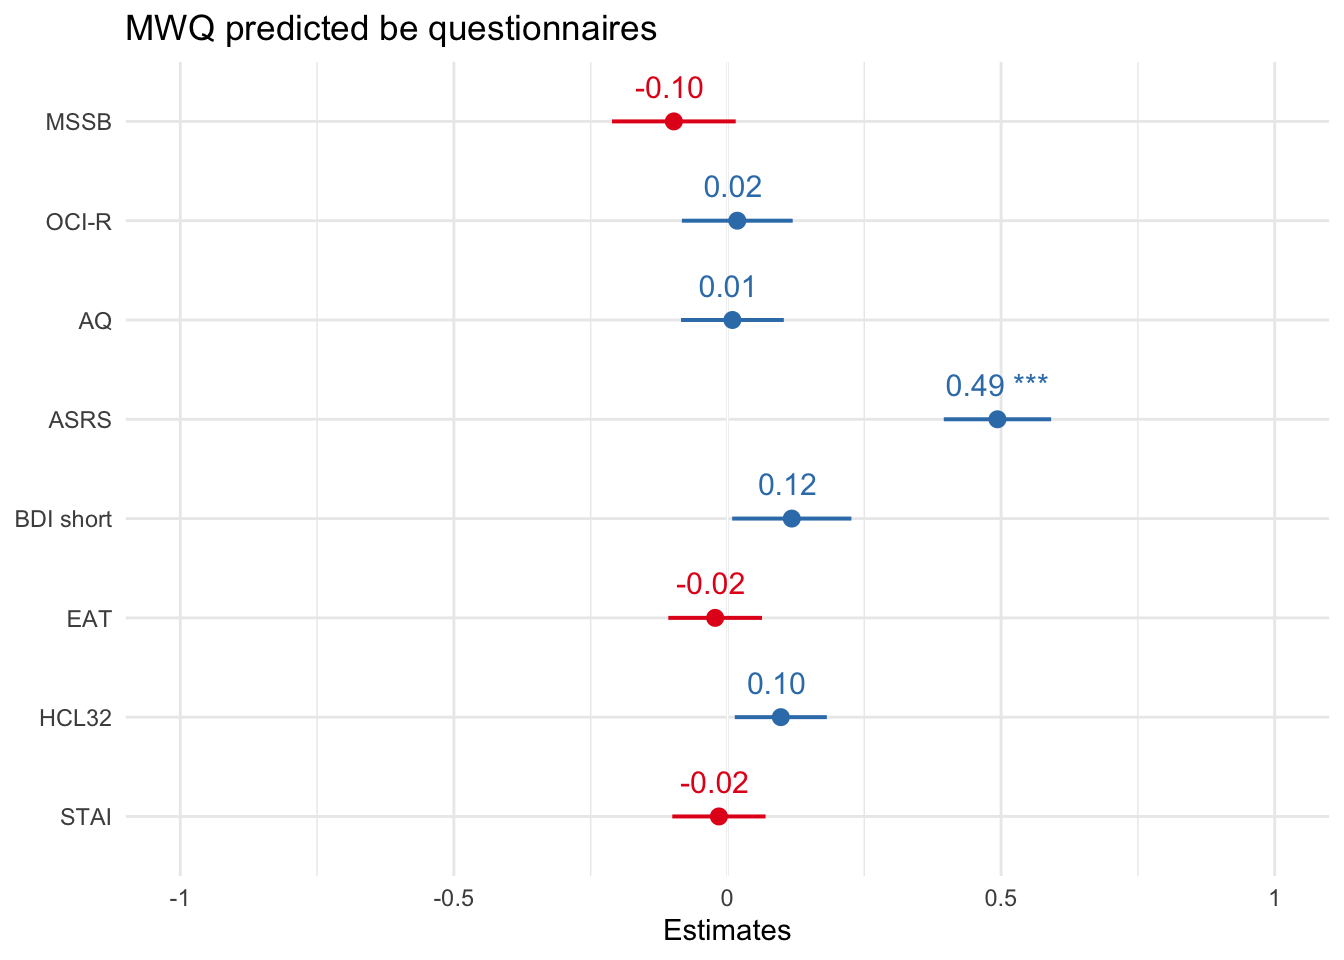 MWQ predicted be questionnaires
MSSB
-0.10
OCI-R
0.02
AQ
0.01
ASRS
0.49 ***
BDI short
0.12
EAT
-0.02
HCL32
0.10
STAI
-0.02
-1 -0.5 0 0.5 1
Estimates